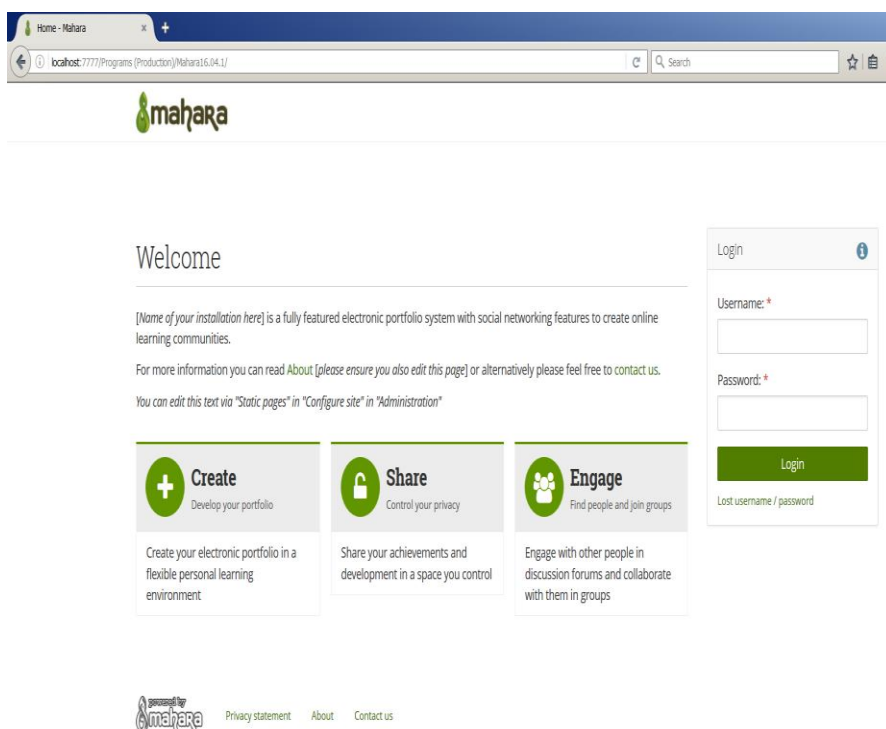 Home - Mahara
localhost:7777/Programs (Production)/Mahara16.04.1/
Search
mahara
Welcome
[Name of your installation here] is a fully featured electronic portfolio system with social networking features to create online
learning communities.
For more information you can read About [please ensure you also edit this page] or alternatively please feel free to contact us.
You can edit this text via "Static pages" in "Configure site" in "Administration"
Create
Develop your portfolio
Create your electronic portfolio in a
flexible personal learning
environment
Share
Control your privacy
Share your achievements and
development in a space you control
Engage
Find people and join groups
Engage with other people in
discussion forums and collaborate
with them in groups
Login
Username: *
Password: *
Login
Lost username / password
powered by
mahara
Privacy statement About Contact us